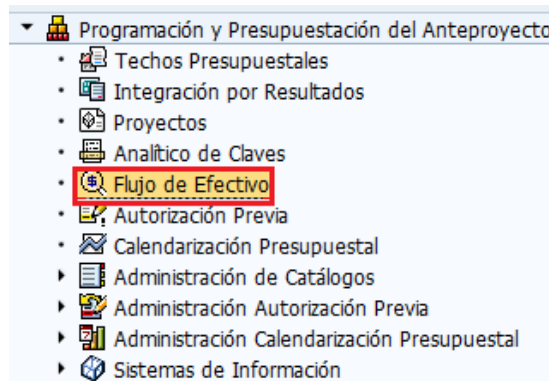 Programación y Presupuestación del Anteproyecto
Techos Presupuestales
Integración por Resultados
Proyectos
Analítico de Claves
Flujo de Efectivo
Autorización Previa
Calendarización Presupuestal
Administración de Catálogos
Administración Autorización Previa
Administración Calendarización Presupuestal
Sistemas de Información